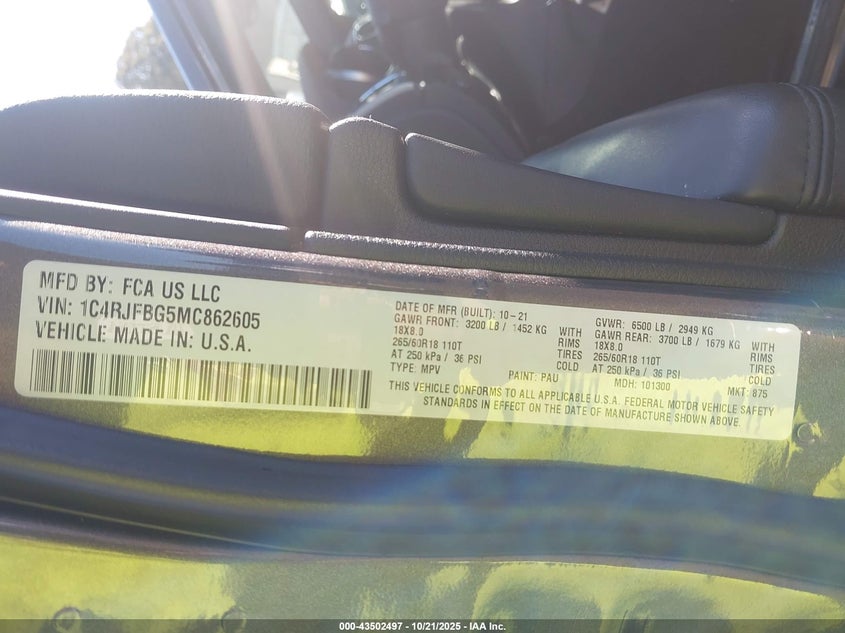 MFD BY: FCA US LLC
VIN: 1C4RJFBG5MC862605
VEHICLE MADE IN: U.S.A.
DATE OF MFR (BUILT): 10-21
GAWR FRONT: 3200 LB / 1452 KG WITH
18X8.0 RIMS
265/60R18 110T TIRES
AT 250 kPa / 36 PSI COLD
TYPE: MPV PAINT: PAU
GVWR: 6500 LB / 2949 KG
GAWR REAR: 3700 LB / 1679 KG WITH
18X8.0 RIMS
265/60R18 110T TIRES
AT 250 kPa / 36 PSI COLD
MDH: 101300 MKT: 875
THIS VEHICLE CONFORMS TO ALL APPLICABLE U.S.A. FEDERAL MOTOR VEHICLE SAFETY
STANDARDS IN EFFECT ON THE DATE OF MANUFACTURE SHOWN ABOVE.
000-43502497 - 10/21/2025 - IAA Inc.